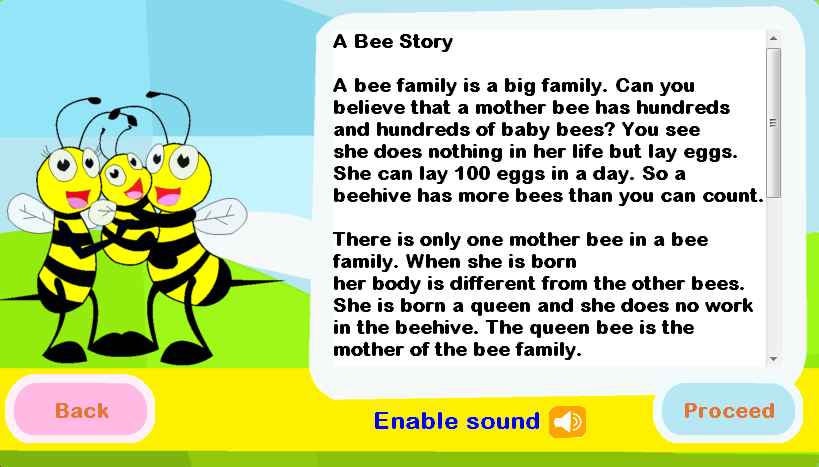 A Bee Story
A bee family is a big family. Can you
believe that a mother bee has hundreds
and hundreds of baby bees? You see
she does nothing in her life but lay eggs.
She can lay 100 eggs in a day. So a
beehive has more bees than you can count.
There is only one mother bee in a bee
family. When she is born
her body is different from the other bees.
She is born a queen and she does no work
in the beehive. The queen bee is the
mother of the bee family.
Back
Enable sound
Proceed